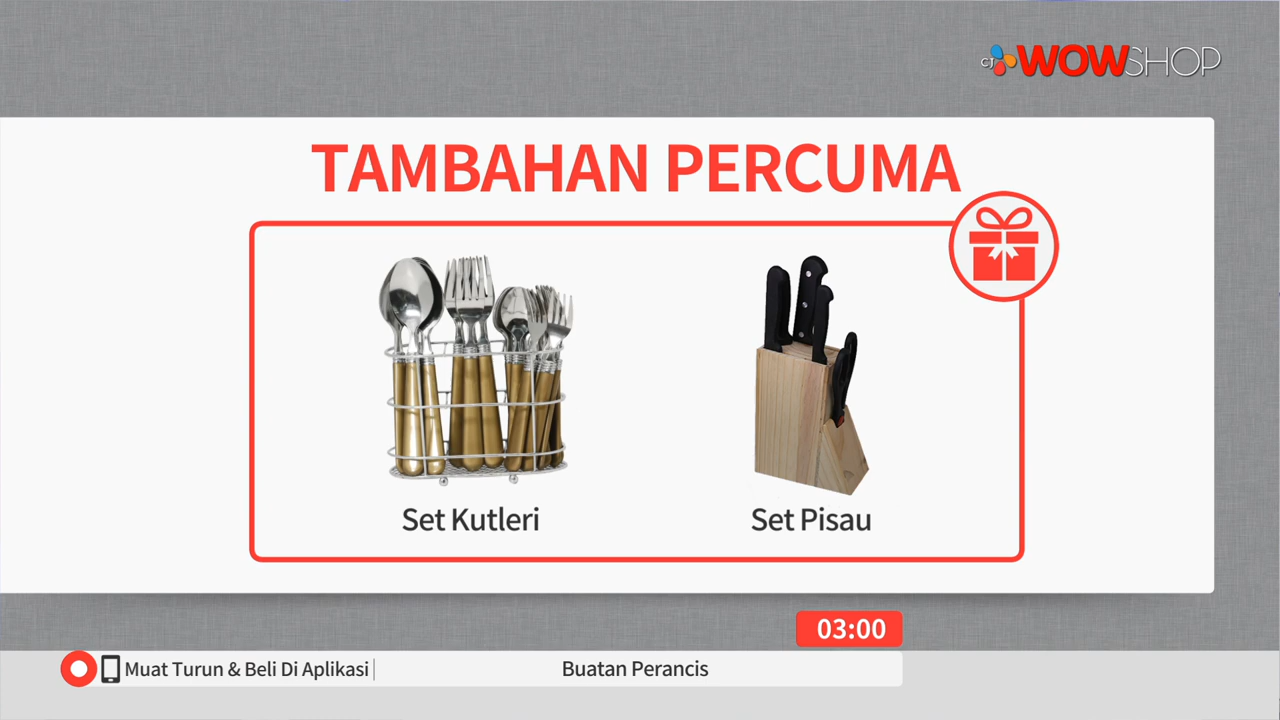 CJ WOWSHOP
TAMBAHAN PERCUMA
Set Kutleri
Set Pisau
03:00
Muat Turun & Beli Di Aplikasi
Buatan Perancis